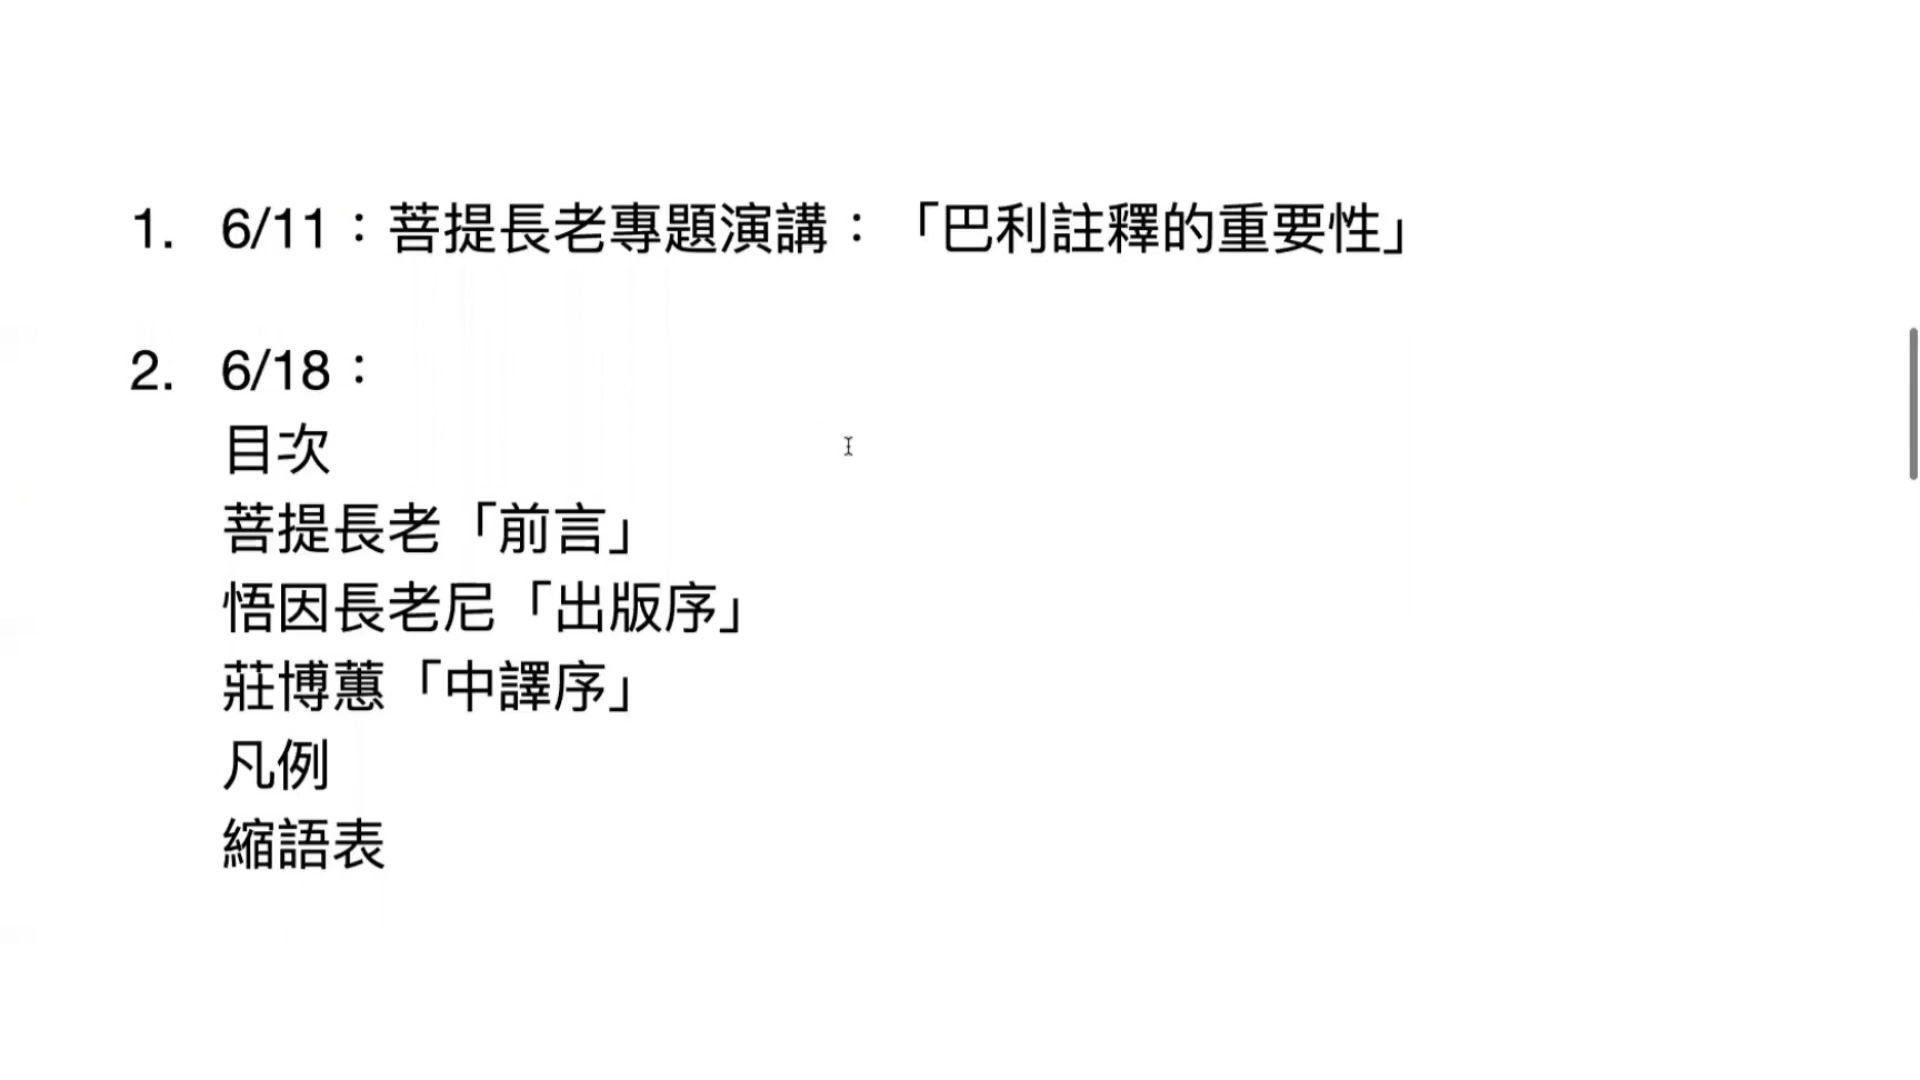 1. 6/11：菩提長老專題演講：「巴利註釋的重要性」
2. 6/18：
目次
菩提長老「前言」
悟因長老尼「出版序」
莊博蕙「中譯序」
凡例
縮語表